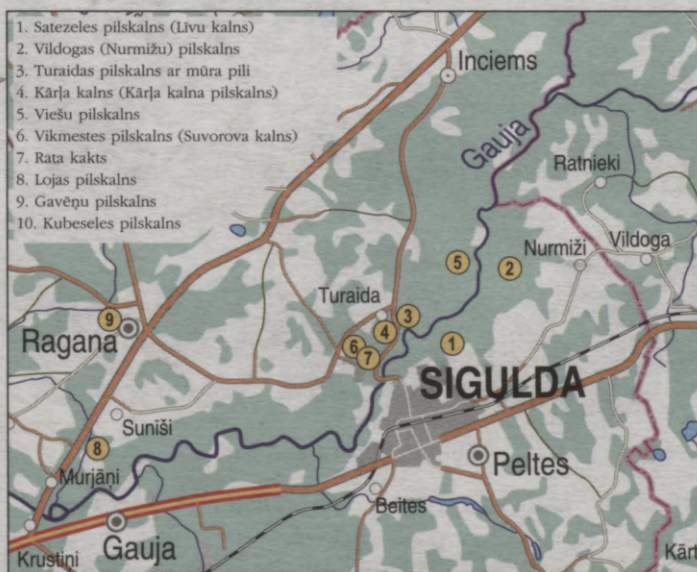 1. Satezeles pilskalns (Līvu kalns)
2. Vildogas (Nurmižu) pilskalns
3. Turaidas pilskalns ar mūra pili
4. Kārļa kalns (Kārļa kalna pilskalns)
5. Viešu pilskalns
6. Vikmestes pilskalns (Suvorova kalns)
7. Rata kakts
8. Lojas pilskalns
9. Gavēņu pilskalns
10. Kubeseles pilskalns
Inciems
Gauja
Ratnieki
Nurmiži
Vildoga
5
2
Turaida
9
Ragana
3
4
6
7
1
SIGULDA
Suniši
8
Murjāņi
Peltes
Beites
Gauja
Krustiņi
Kārt